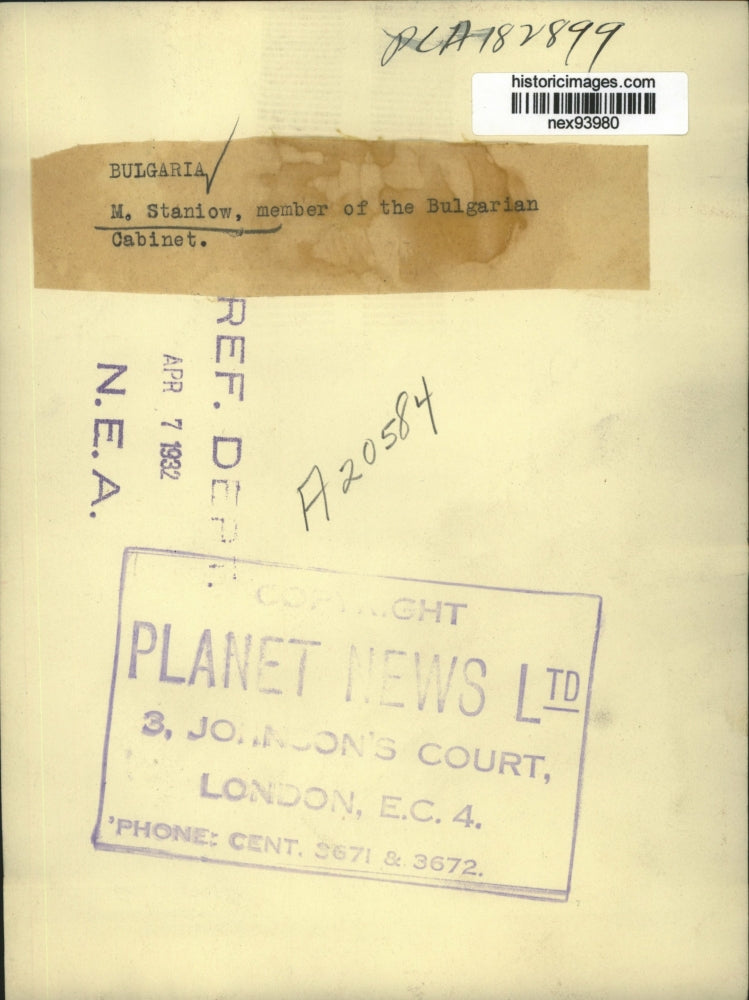 PLA182899
historicimages.com
nex93980
BULGARIA
M. Staniow, member of the Bulgarian
Cabinet.
REF. DEPT.
APR 7 1932
N.E.A.
A20584
COPYRIGHT
PLANET NEWS LTD
3, JOHNSON'S COURT,
LONDON, E.C. 4.
'PHONE: CENT. 3671 & 3672.